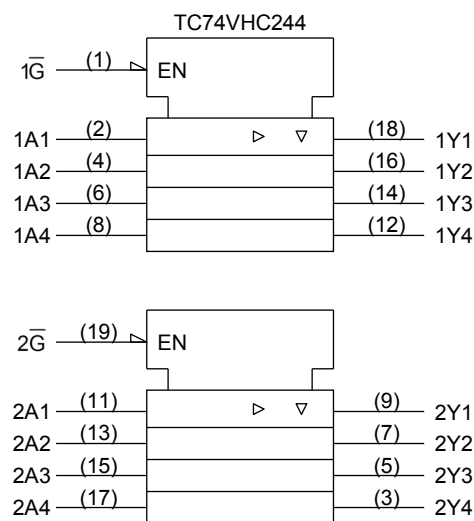 TC74VHC244
1G̅ (1) EN
1A1 (2) (18) 1Y1
1A2 (4) (16) 1Y2
1A3 (6) (14) 1Y3
1A4 (8) (12) 1Y4
2G̅ (19) EN
2A1 (11) (9) 2Y1
2A2 (13) (7) 2Y2
2A3 (15) (5) 2Y3
2A4 (17) (3) 2Y4